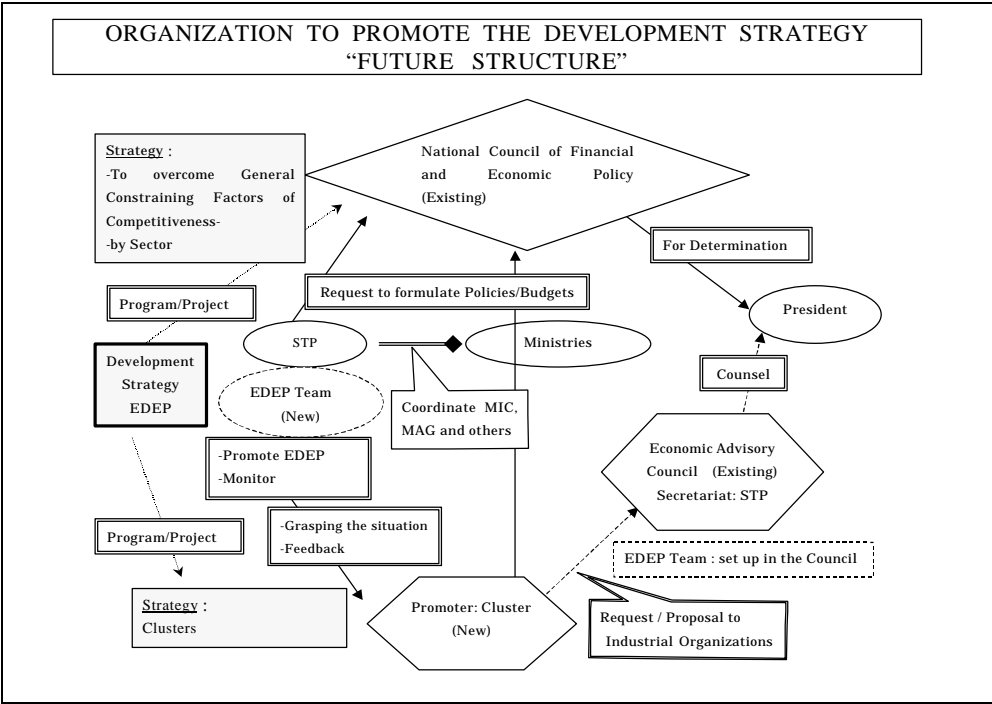 ORGANIZATION TO PROMOTE THE DEVELOPMENT STRATEGY
“FUTURE STRUCTURE”
Strategy :
-To overcome General
Constraining Factors of
Competitiveness-
-by Sector
National Council of Financial
and Economic Policy
(Existing)
For Determination
Program/Project
Request to formulate Policies/Budgets
President
STP
Ministries
Development
Strategy
EDEP
Counsel
EDEP Team
(New)
Coordinate MIC,
MAG and others
-Promote EDEP
-Monitor
Economic Advisory
Council (Existing)
Secretariat: STP
Program/Project
-Grasping the situation
-Feedback
EDEP Team : set up in the Council
Strategy :
Clusters
Promoter: Cluster
(New)
Request / Proposal to
Industrial Organizations